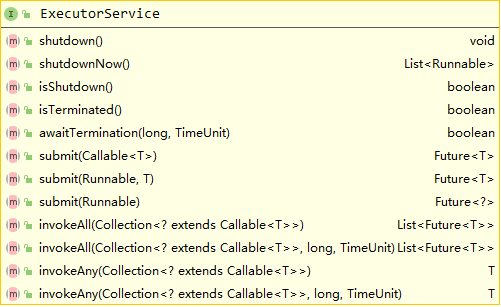 I ExecutorService
m shutdown() void
m shutdownNow() List<Runnable>
m isShutdown() boolean
m isTerminated() boolean
m awaitTermination(long, TimeUnit) boolean
m submit(Callable<T>) Future<T>
m submit(Runnable, T) Future<T>
m submit(Runnable) Future<?>
m invokeAll(Collection<? extends Callable<T>>) List<Future<T>>
m invokeAll(Collection<? extends Callable<T>>, long, TimeUnit) List<Future<T>>
m invokeAny(Collection<? extends Callable<T>>) T
m invokeAny(Collection<? extends Callable<T>>, long, TimeUnit) T